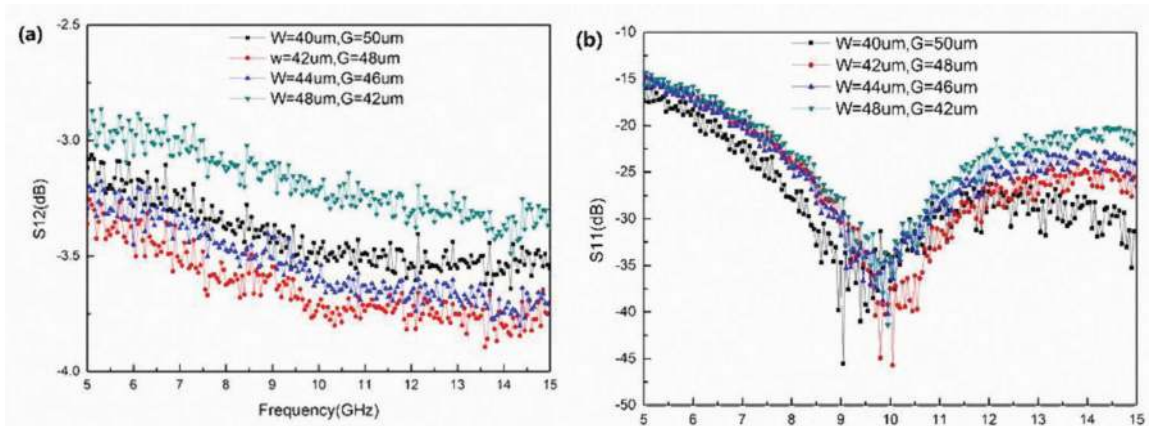 (a)
-2.5
-3.0
-3.5
-4.0
S12(dB)
W=40um,G=50um
w=42um,G=48um
W=44um,G=46um
W=48um,G=42um
5 6 7 8 9 10 11 12 13 14 15
Frequency(GHz)
(b)
-10
-15
-20
-25
-30
-35
-40
-45
-50
S11(dB)
W=40um,G=50um
W=42um,G=48um
W=44um,G=46um
W=48um,G=42um
5 6 7 8 9 10 11 12 13 14 15